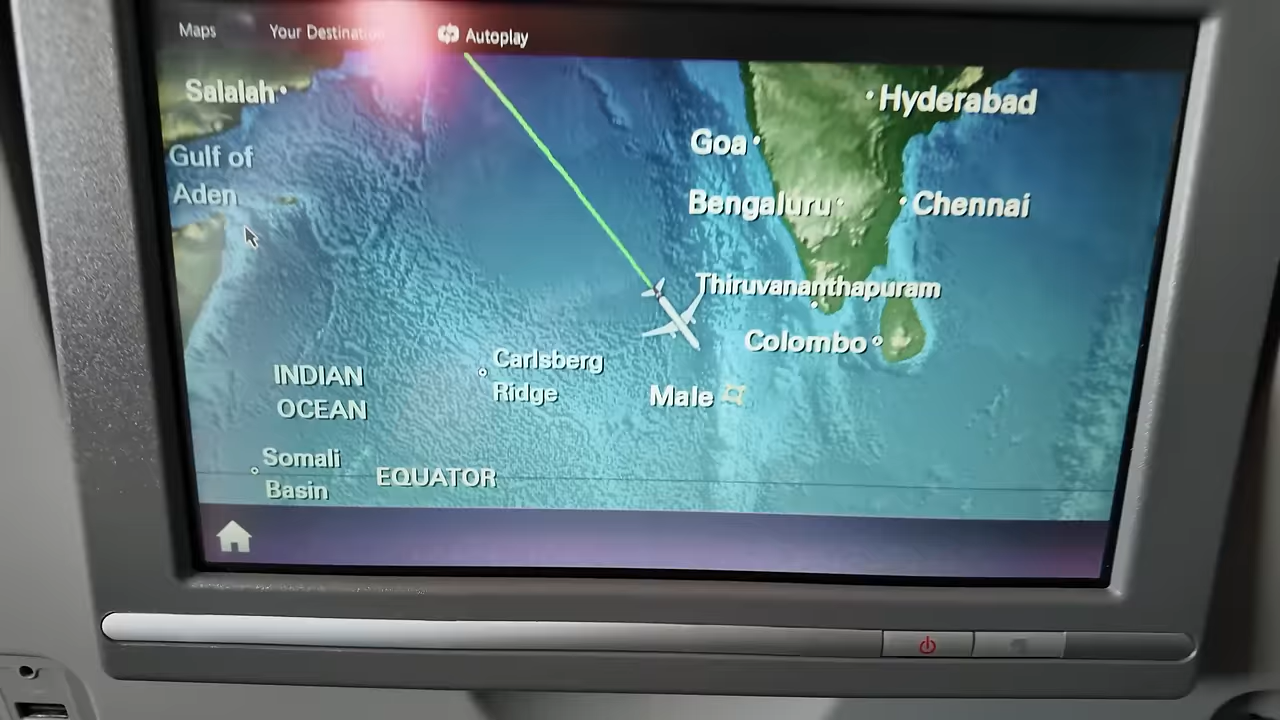 Maps
Your Destinati
Autoplay
Salalah
Hyderabad
Gulf of
Aden
Goa
Bengaluru
Chennai
Thiruvananthapuram
Colombo
Carlsberg
Ridge
INDIAN
OCEAN
Male
Somali
Basin
EQUATOR